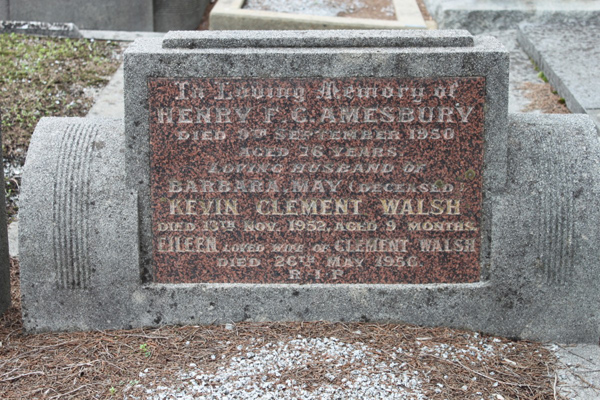 In Loving Memory of
HENRY F. C. AMESBURY
DIED 9TH SEPTEMBER 1950
AGED 76 YEARS
LOVING HUSBAND OF
BARBARA MAY (DECEASED)
KEVIN CLEMENT WALSH
DIED 13TH NOV. 1952, AGED 9 MONTHS.
EILEEN LOVED WIFE OF CLEMENT WALSH
DIED 26TH MAY 1956
R.I.P